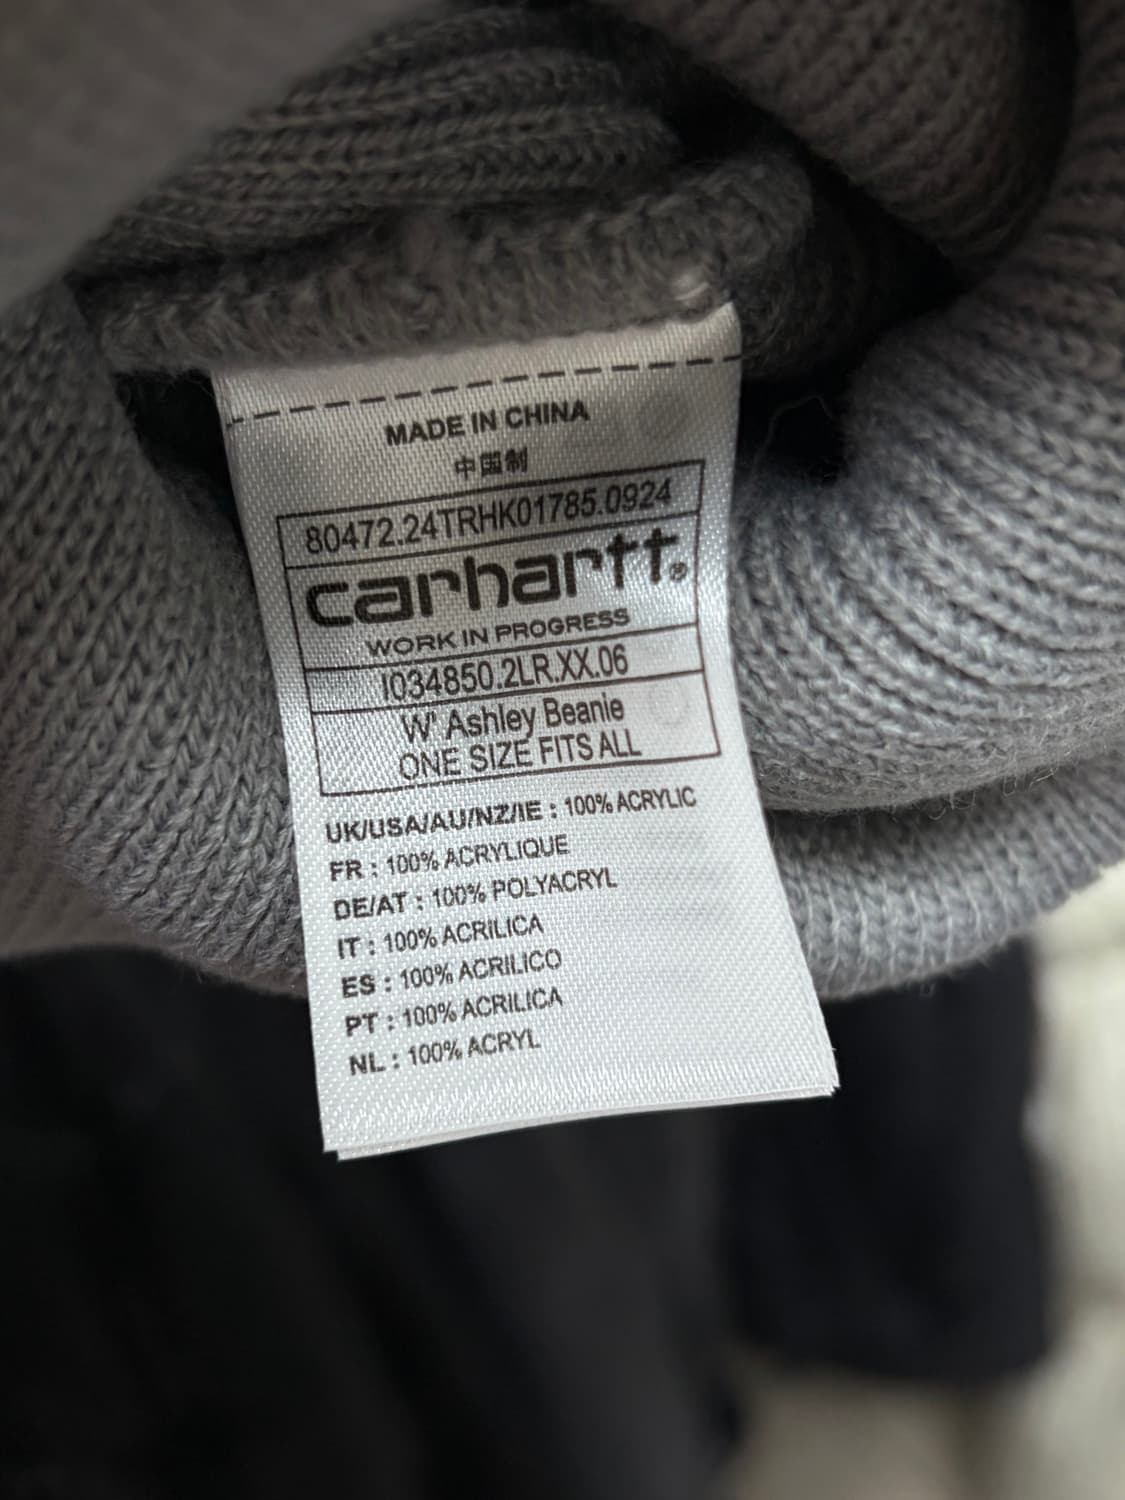 MADE IN CHINA
中国制
80472.24TRHK01785.0924
carhartt®
WORK IN PROGRESS
I034850.2LR.XX.06
W' Ashley Beanie
ONE SIZE FITS ALL
UK/USA/AU/NZ/IE : 100% ACRYLIC
FR : 100% ACRYLIQUE
DE/AT : 100% POLYACRYL
IT : 100% ACRILICA
ES : 100% ACRILICO
PT : 100% ACRILICA
NL : 100% ACRYL